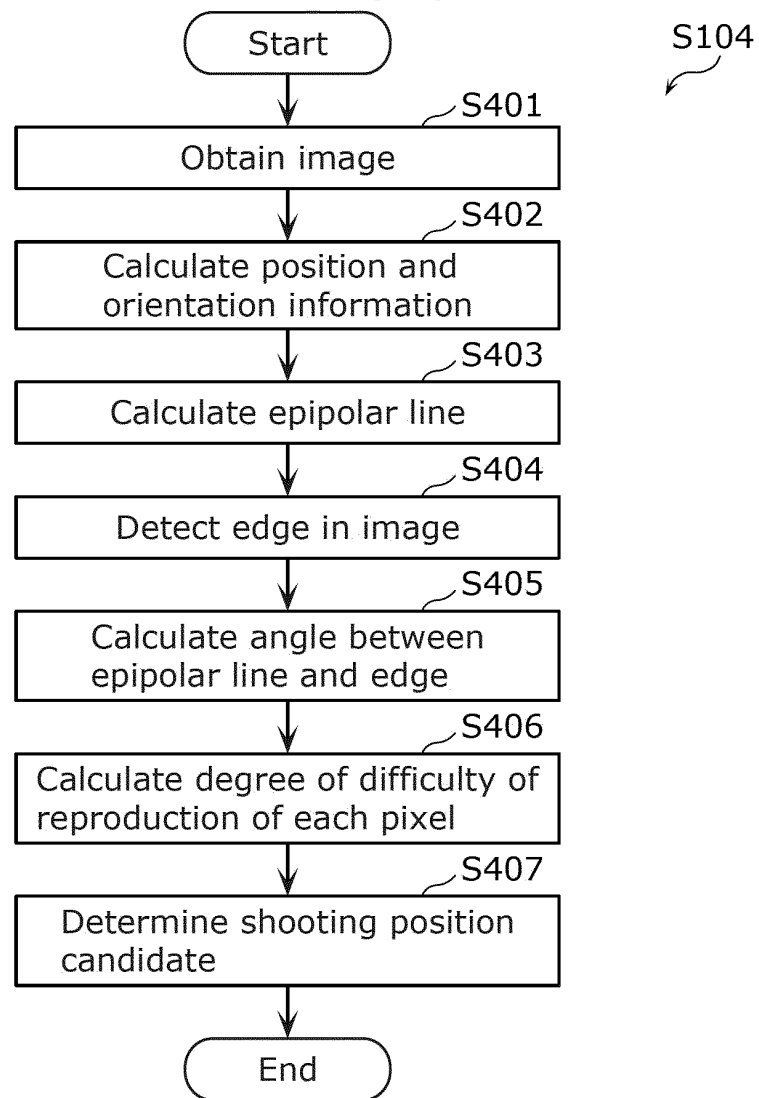 Start
S104
S401
Obtain image
S402
Calculate position and
orientation information
S403
Calculate epipolar line
S404
Detect edge in image
S405
Calculate angle between
epipolar line and edge
S406
Calculate degree of difficulty of
reproduction of each pixel
S407
Determine shooting position
candidate
End